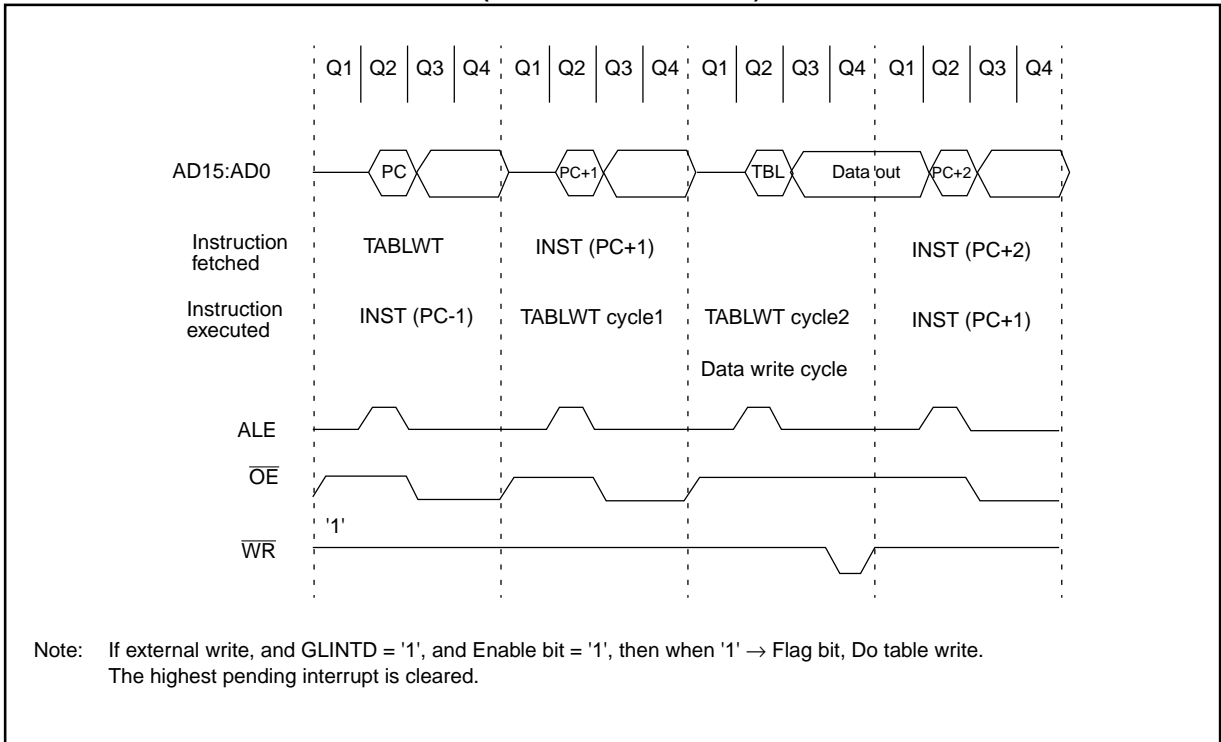 Q1 Q2 Q3 Q4 Q1 Q2 Q3 Q4 Q1 Q2 Q3 Q4 Q1 Q2 Q3 Q4
AD15:AD0 PC PC+1 TBL Data out PC+2
Instruction
fetched
TABLWT INST (PC+1) INST (PC+2)
Instruction
executed
INST (PC-1) TABLWT cycle1 TABLWT cycle2 INST (PC+1)
Data write cycle
ALE
OE
'1'
WR
Note: If external write, and GLINTD = '1', and Enable bit = '1', then when '1' → Flag bit, Do table write.
The highest pending interrupt is cleared.